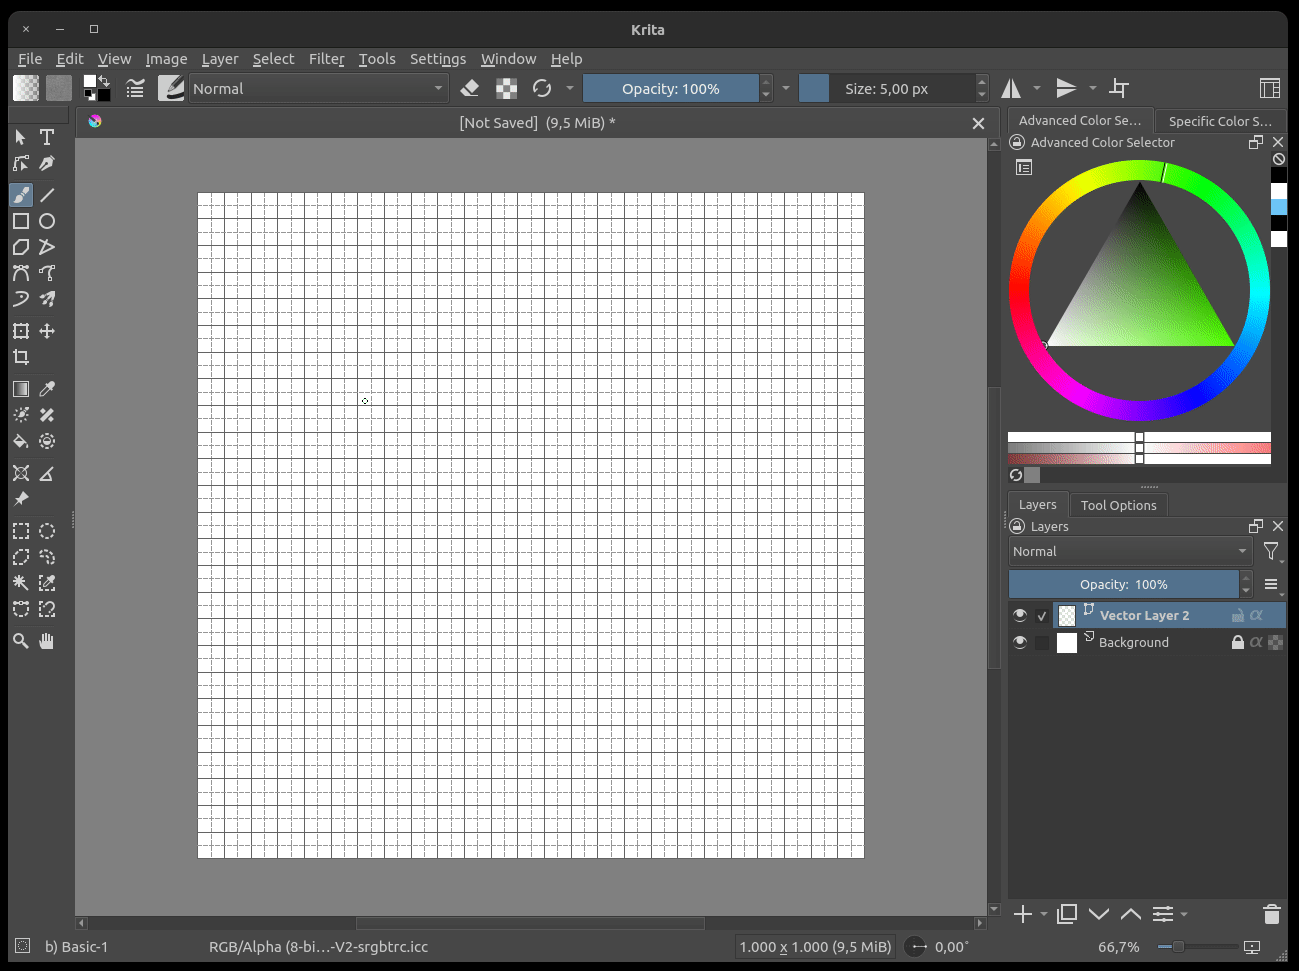 Krita
File Edit View Image Layer Select Filter Tools Settings Window Help
Normal
Opacity: 100%
Size: 5,00 px
[Not Saved] (9,5 MiB) *
Advanced Color Se...
Specific Color S...
Advanced Color Selector
Layers
Tool Options
Layers
Normal
Opacity: 100%
Vector Layer 2
Background
b) Basic-1
RGB/Alpha (8-bi...-V2-srgbtrc.icc
1.000 x 1.000 (9,5 MiB)
0,00°
66,7%